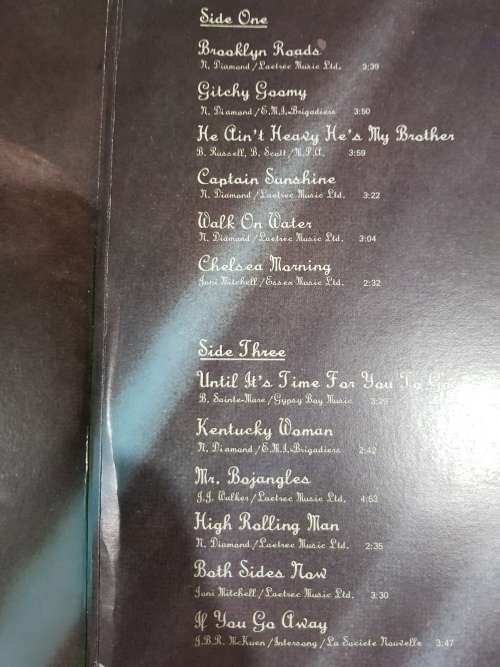 Side One
Brooklyn Roads
N. Diamond/Laetrec Music Ltd. 3:39
Gitchy Goomy
N. Diamond/E.M.I.-Brigadiers 3:50
He Ain't Heavy He's My Brother
B. Russell, B. Scott/M.P.A. 3:59
Captain Sunshine
N. Diamond/Laetrec Music Ltd. 3:22
Walk On Water
N. Diamond/Laetrec Music Ltd. 3:04
Chelsea Morning
Joni Mitchell/Essex Music Ltd. 2:32
Side Three
Until It's Time For You To Go
B. Sainte-Mare/Gypsy Boy Music 3:29
Kentucky Woman
N. Diamond/E.M.I.-Brigadiers 2:42
Mr. Bojangles
J.J. Walker/Laetrec Music Ltd. 4:53
High Rolling Man
N. Diamond/Laetrec Music Ltd. 2:35
Both Sides Now
Joni Mitchell/Laetrec Music Ltd. 3:30
If You Go Away
J.B.R. McKuen/Intersong/La Societe Nouvelle 3:47